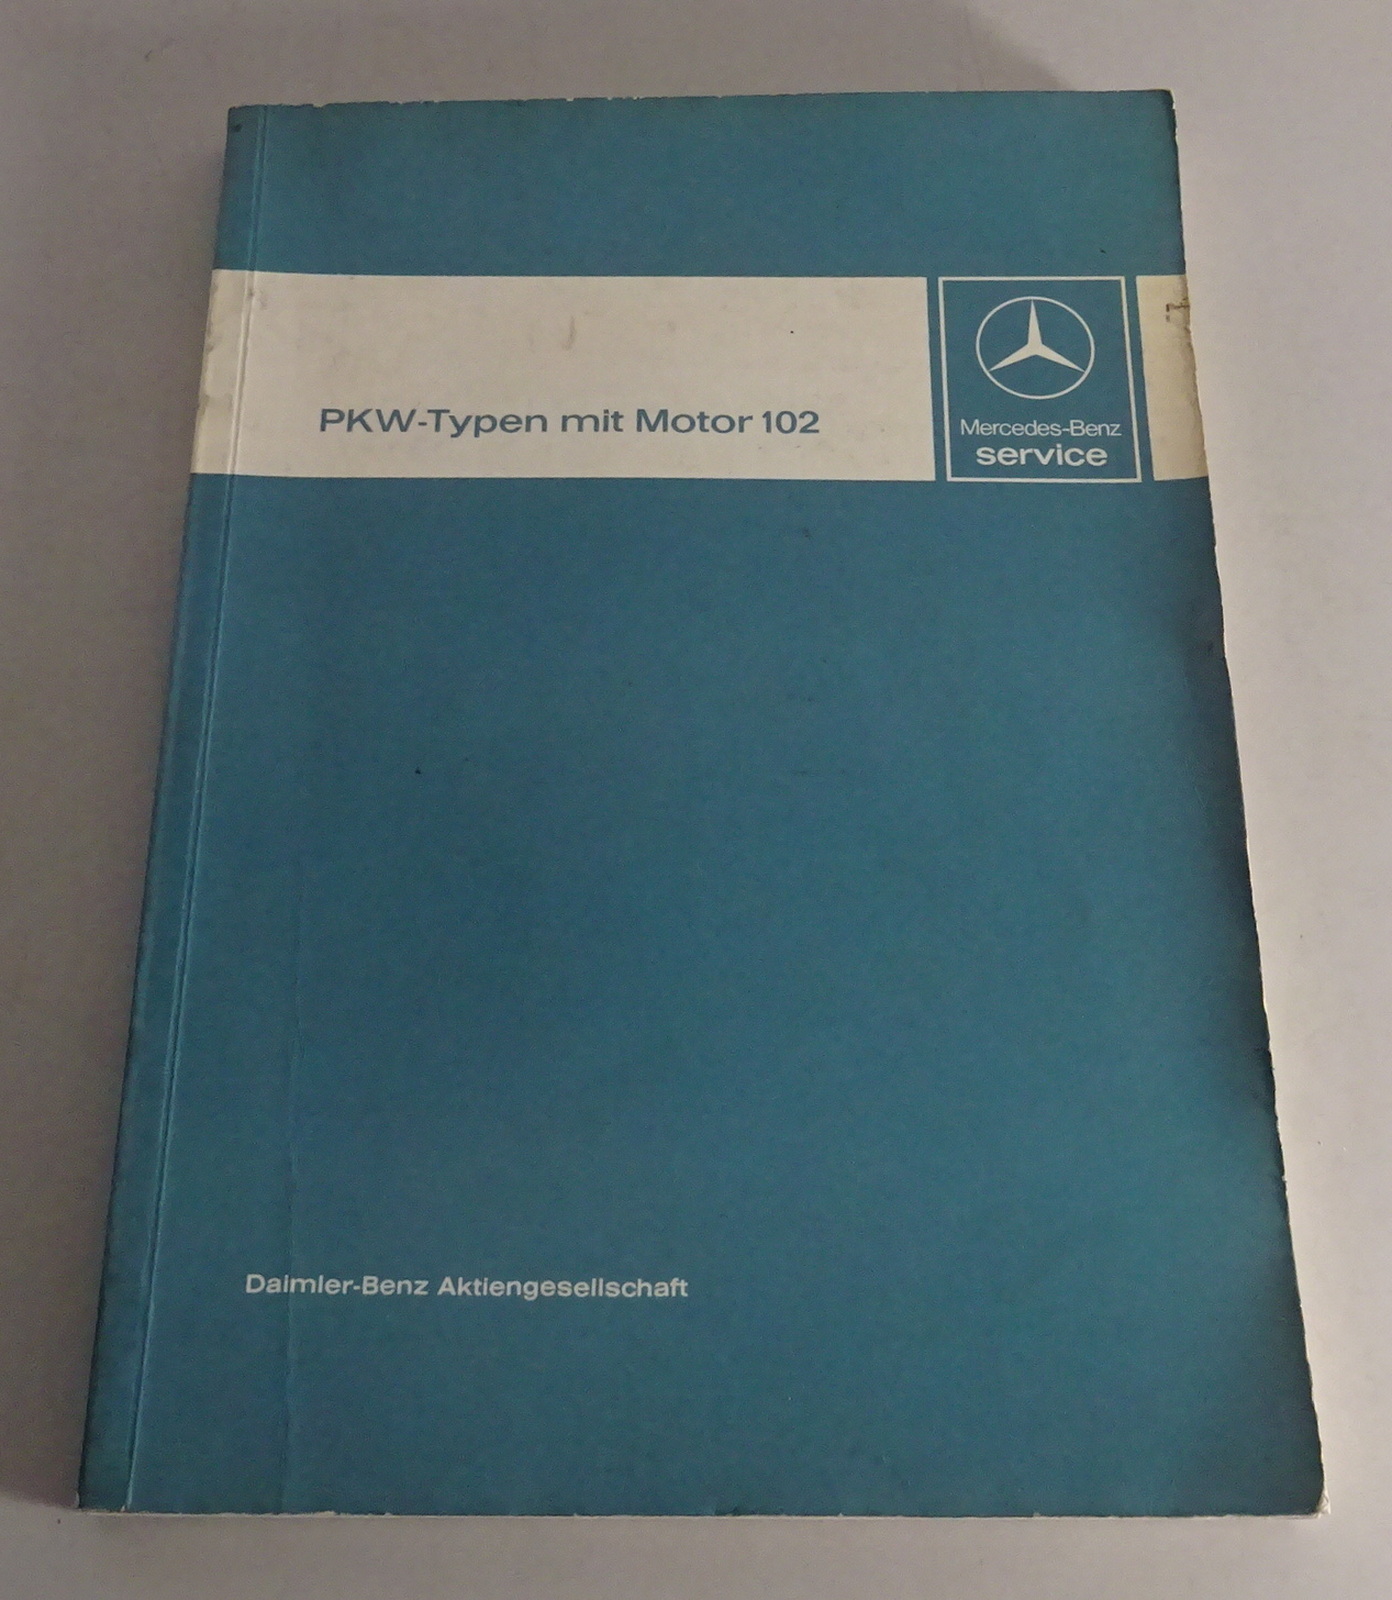 PKW-Typen mit Motor 102
Mercedes-Benz
service
Daimler-Benz Aktiengesellschaft